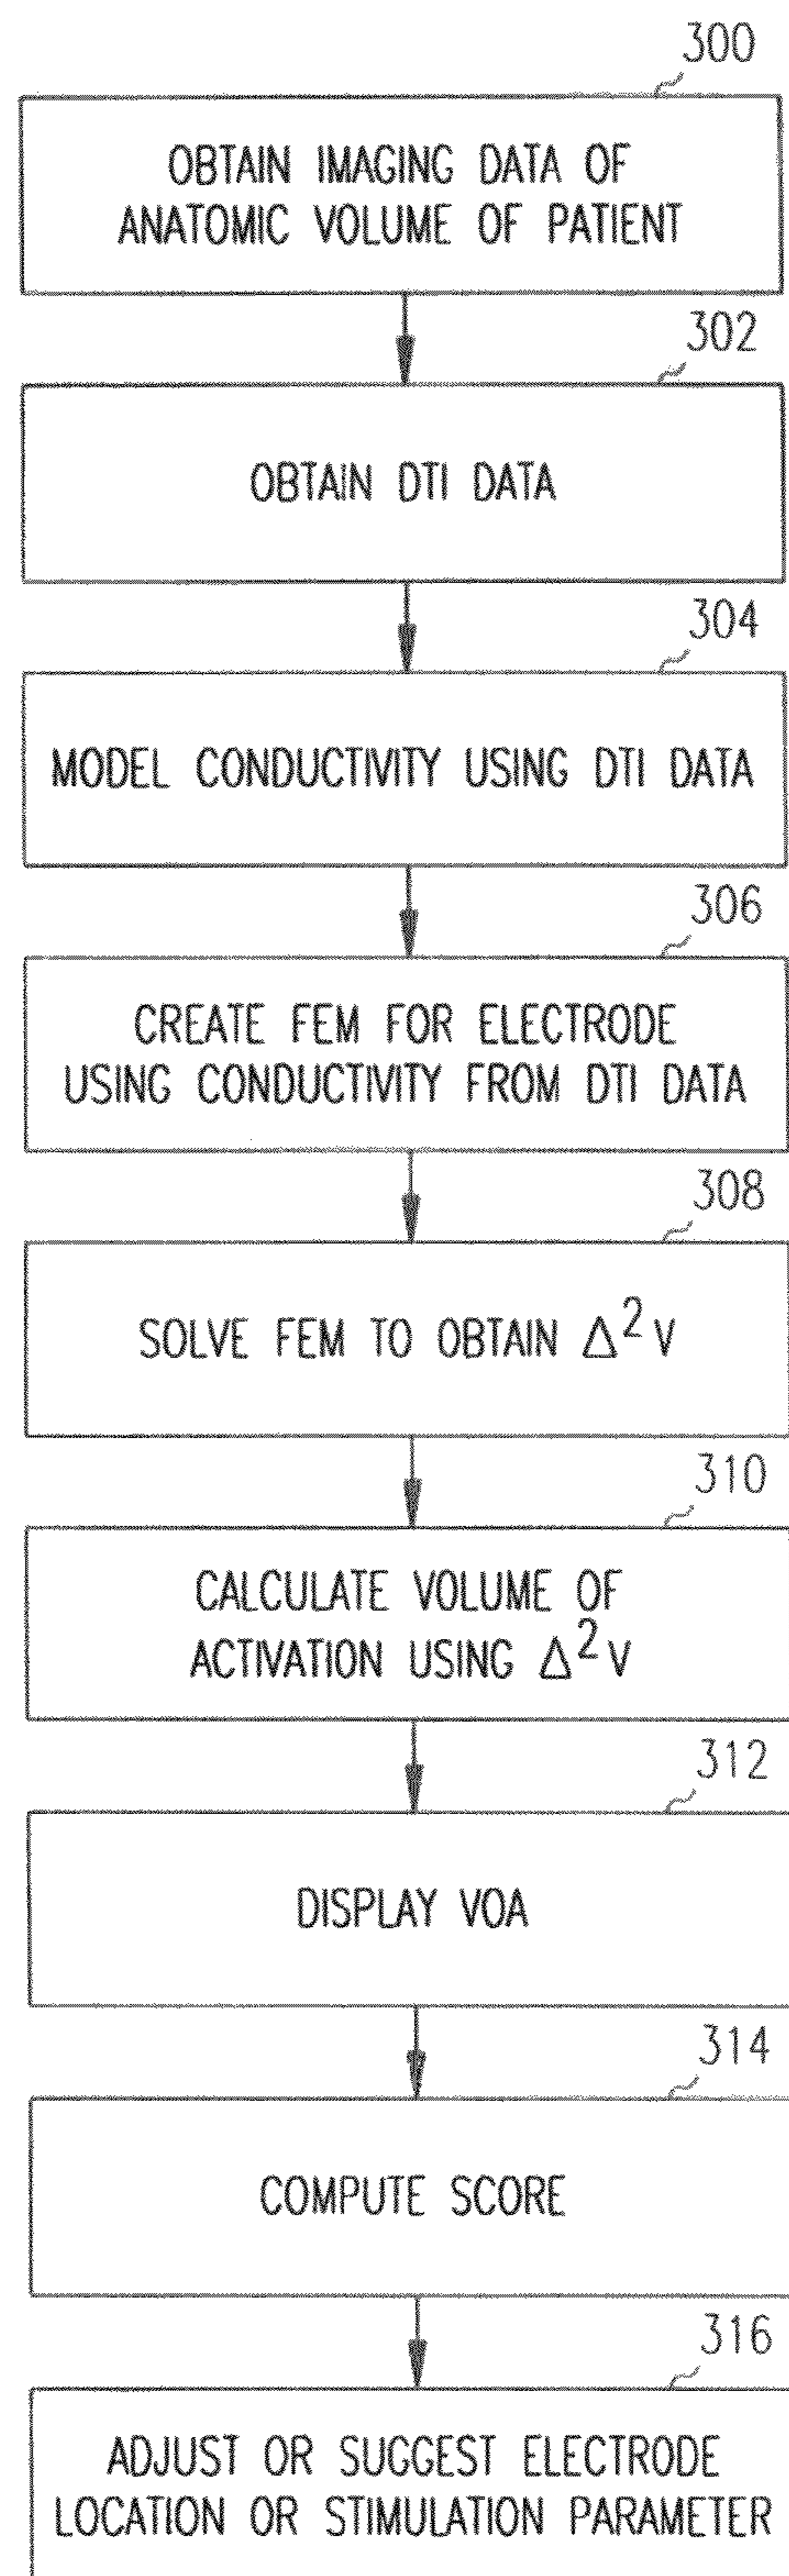 300
OBTAIN IMAGING DATA OF
ANATOMIC VOLUME OF PATIENT
302
OBTAIN DTI DATA
304
MODEL CONDUCTIVITY USING DTI DATA
306
CREATE FEM FOR ELECTRODE
USING CONDUCTIVITY FROM DTI DATA
308
SOLVE FEM TO OBTAIN Δ² V
310
CALCULATE VOLUME OF
ACTIVATION USING Δ² V
312
DISPLAY VOA
314
COMPUTE SCORE
316
ADJUST OR SUGGEST ELECTRODE
LOCATION OR STIMULATION PARAMETER